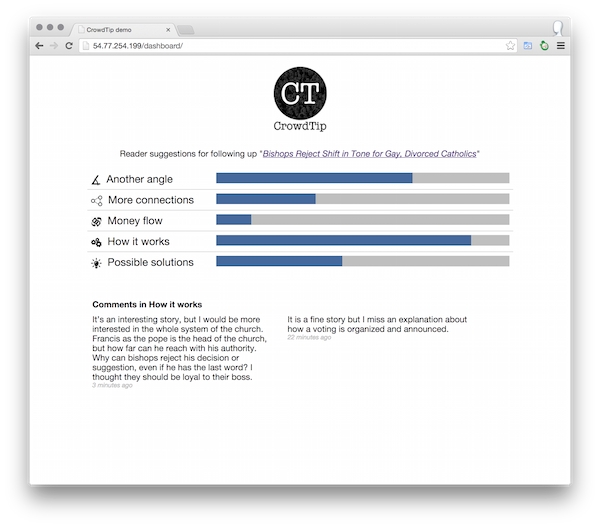 CrowdTip demo
54.77.254.199/dashboard/
CT
CrowdTip
Reader suggestions for following up "Bishops Reject Shift in Tone for Gay, Divorced Catholics"
Another angle
More connections
Money flow
How it works
Possible solutions
Comments in How it works
It's an interesting story, but I would be more
interested in the whole system of the church.
Francis as the pope is the head of the church,
but how far can he reach with his authority.
Why can bishops reject his decision or
suggestion, even if he has the last word? I
thought they should be loyal to their boss.
3 minutes ago
It is a fine story but I miss an explanation about
how a voting is organized and announced.
22 minutes ago